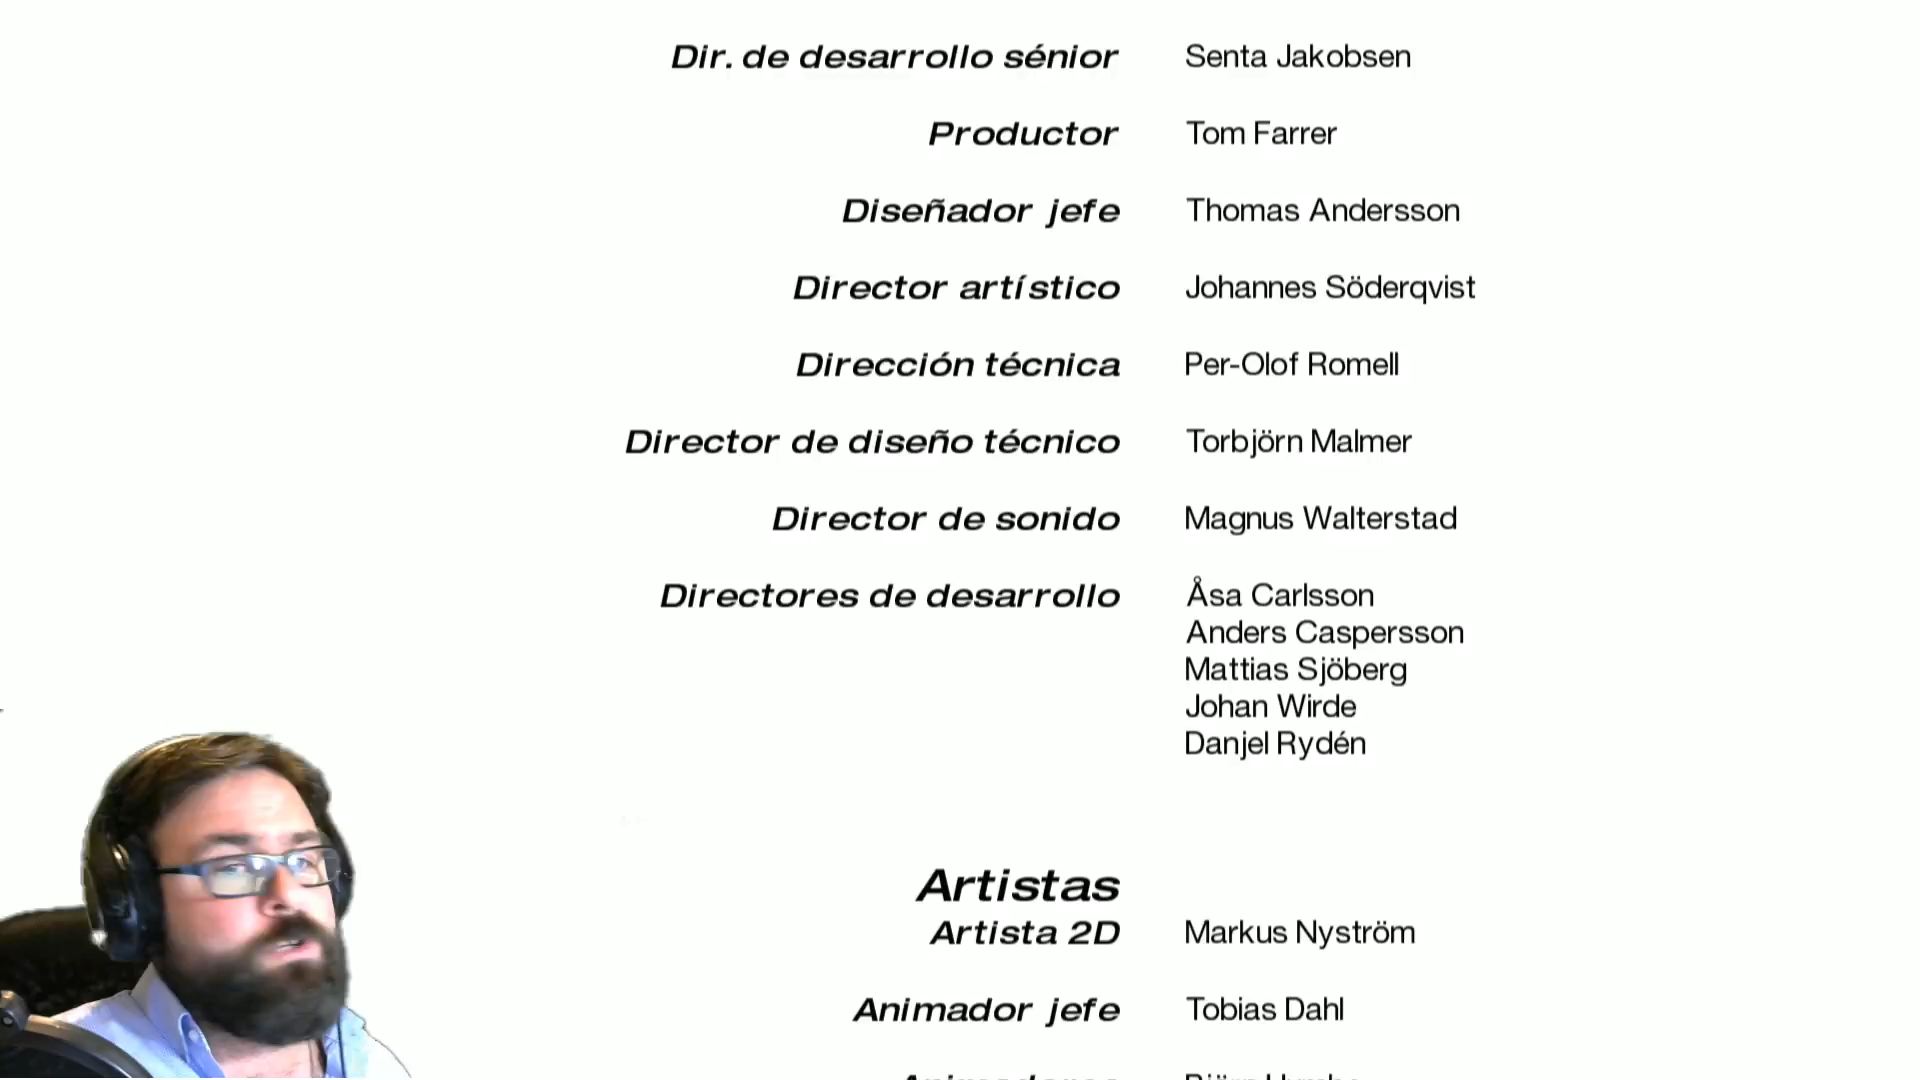 Dir. de desarrollo sénior Senta Jakobsen
Productor Tom Farrer
Diseñador jefe Thomas Andersson
Director artístico Johannes Söderqvist
Dirección técnica Per-Olof Romell
Director de diseño técnico Torbjörn Malmer
Director de sonido Magnus Walterstad
Directores de desarrollo Åsa Carlsson
Anders Caspersson
Mattias Sjöberg
Johan Wirde
Danjel Rydén
Artistas
Artista 2D Markus Nyström
Animador jefe Tobias Dahl